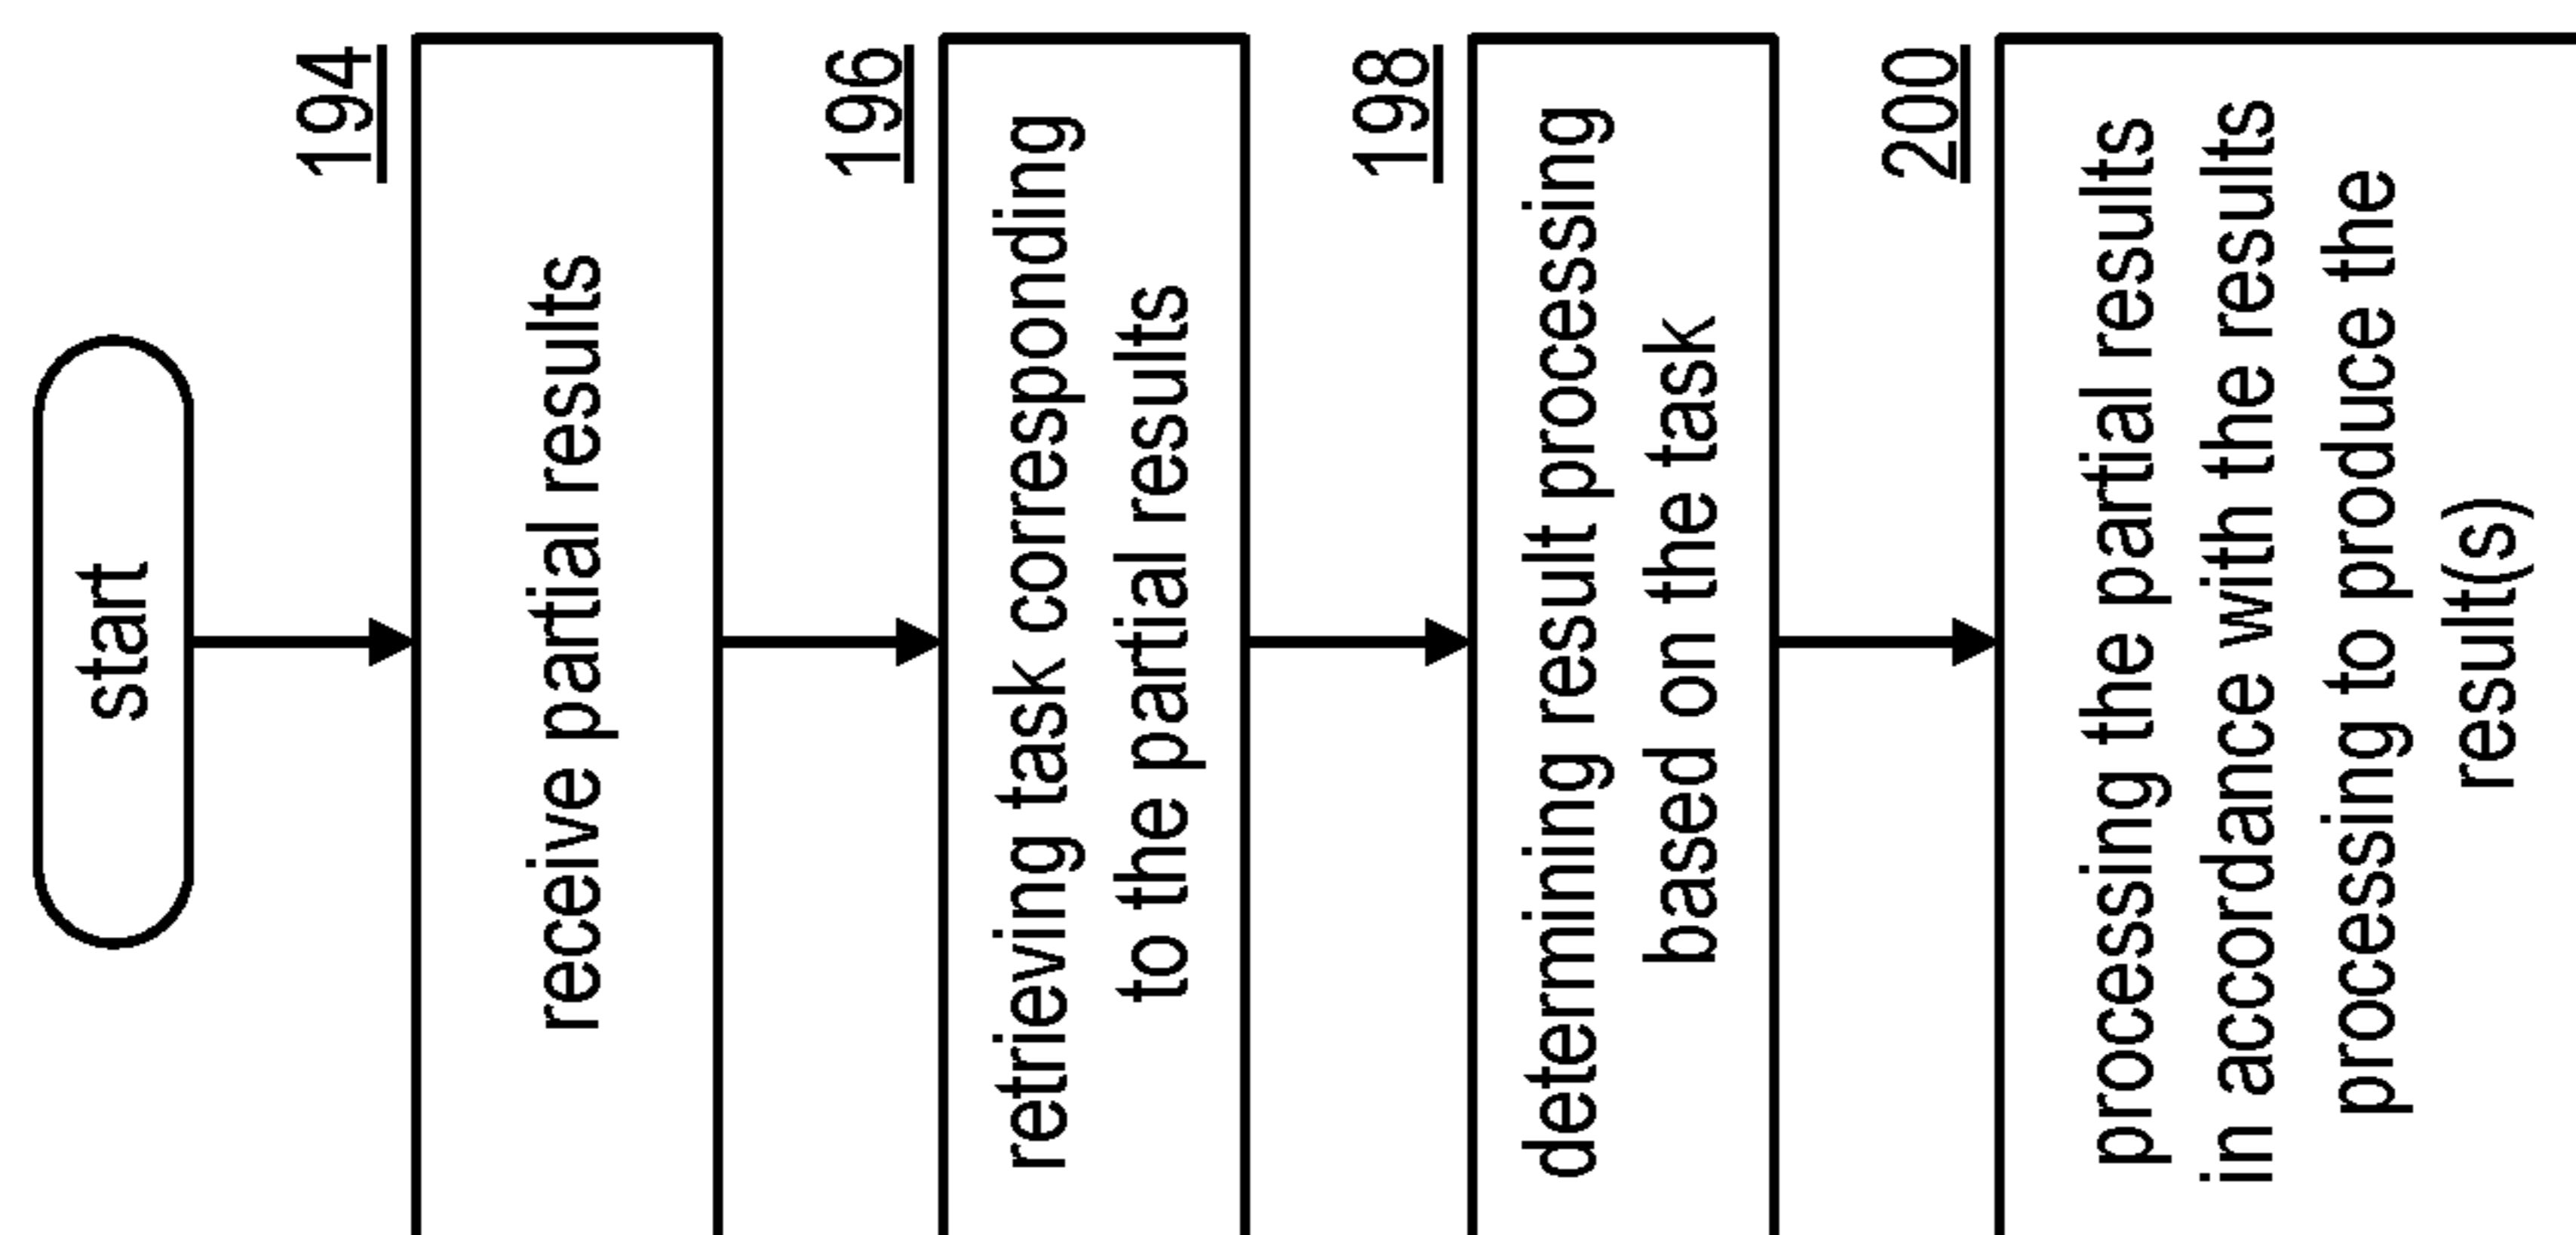 start
194
receive partial results
196
retrieving task corresponding
to the partial results
198
determining result processing
based on the task
200
processing the partial results
in accordance with the results
processing to produce the
result(s)